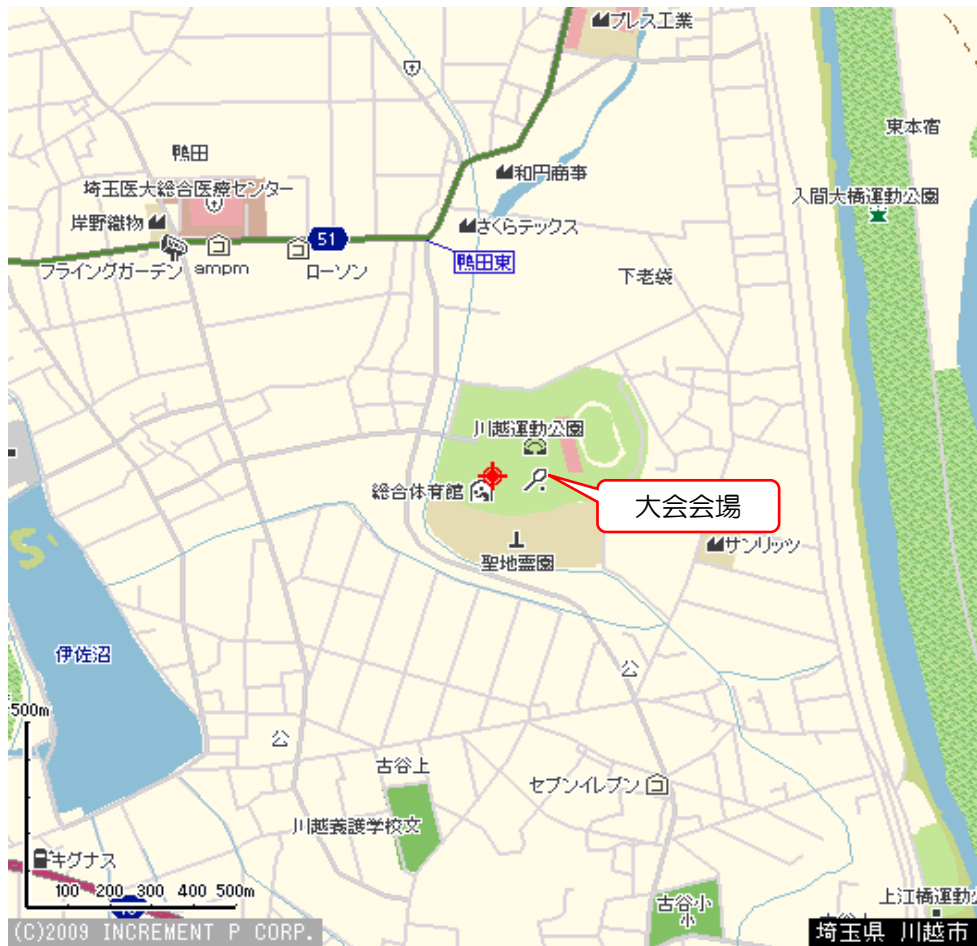 プレス工業
東本宿
鴨田
和円商事
埼玉医大総合医療センター
入間大橋運動公園
岸野織物
さくらテックス
51
鴨田東
フライングガーデン
ampm
ローソン
下老袋
川越運動公園
総合体育館
大会会場
サンリッツ
聖地霊園
伊佐沼
公
500m
公
古谷上
セブンイレブン
川越養護学校文
キグナス
100 200 300 400 500m
古谷小
小
上江橋運動公
(C)2009 INCREMENT P CORP.
埼玉県 川越市